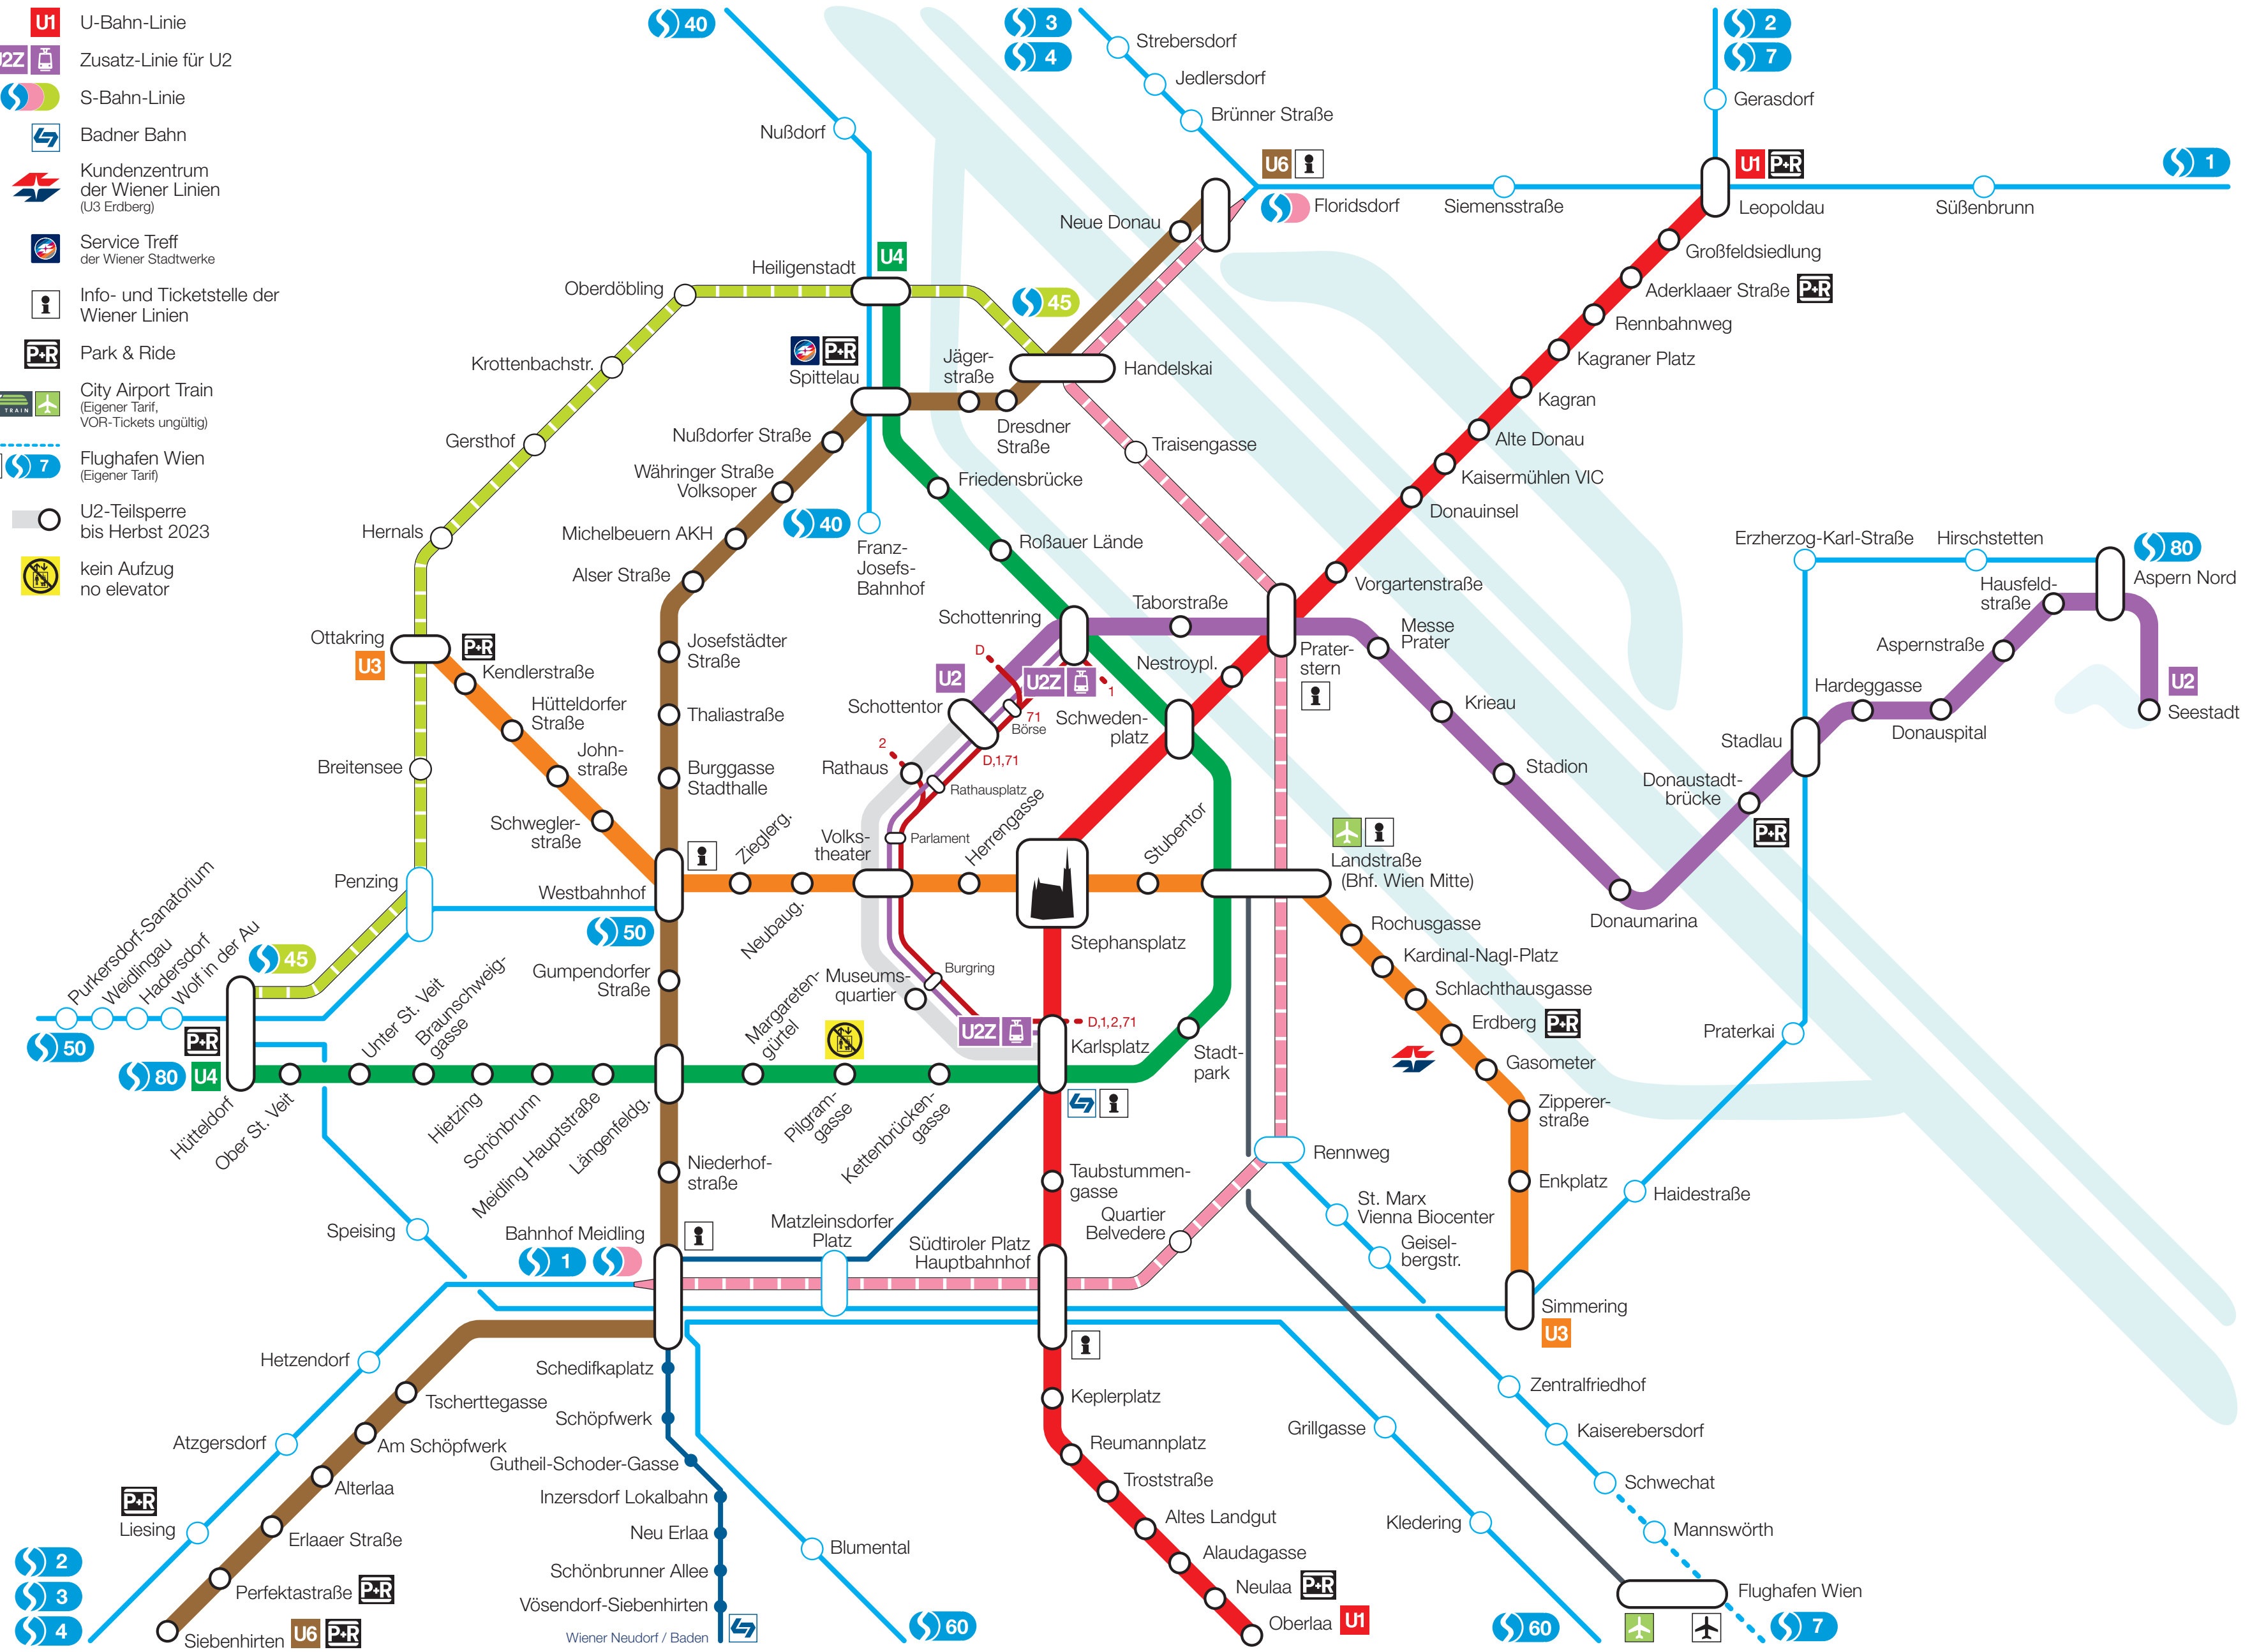 U1 U-Bahn-Linie
U2Z Zusatz-Linie für U2
S-Bahn-Linie
Badner Bahn
Kundenzentrum
der Wiener Linien
(U3 Erdberg)
Service Treff
der Wiener Stadtwerke
Info- und Ticketstelle der
Wiener Linien
P+R Park & Ride
TRAIN City Airport Train
(Eigener Tarif,
VOR-Tickets ungültig)
7 Flughafen Wien
(Eigener Tarif)
U2-Teilsperre
bis Herbst 2023
kein Aufzug
no elevator
40
3
4
2
7
Strebersdorf
Jedlersdorf
Brünner Straße
Gerasdorf
Nußdorf
U6
U1 P+R
1
Floridsdorf
Siemensstraße
Leopoldau
Süßenbrunn
Neue Donau
Großfeldsiedlung
U4
Heiligenstadt
Oberdöbling
45
Aderklaaer Straße P+R
Rennbahnweg
Krottenbachstr.
P+R
Spittelau
Jäger-
straße
Handelskai
Kagraner Platz
Kagran
Gersthof
Nußdorfer Straße
Dresdner
Straße
Traisengasse
Alte Donau
Währinger Straße
Volksoper
Friedensbrücke
Kaisermühlen VIC
Donauinsel
Hernals
Michelbeuern AKH
40
Franz-
Josefs-
Bahnhof
Roßauer Lände
Erzherzog-Karl-Straße
Hirschstetten
80
Aspern Nord
Alser Straße
Vorgartenstraße
Hausfeld-
straße
Schottenring
Taborstraße
Messe
Prater
Ottakring
U3
P+R
Kendlerstraße
Josefstädter
Straße
D
Nestroypl.
Prater-
stern
Aspernstraße
U2
U2Z
1
Hardeggasse
U2
Seestadt
Hütteldorfer
Straße
Thaliastraße
Schottentor
71
Börse
Schweden-
platz
Krieau
Donauspital
Stadlau
John-
straße
2
D,1,71
Breitensee
Burggasse
Stadthalle
Rathaus
Rathausplatz
Stadion
Donaustadt-
brücke
P+R
Schwegler-
straße
Zieglerg.
Volks-
theater
Parlament
Herrengasse
Stubentor
Landstraße
(Bhf. Wien Mitte)
Penzing
Westbahnhof
50
Neubaug.
Stephansplatz
Rochusgasse
Donaumarina
Purkersdorf-Sanatorium
Weidlingau
Hadersdorf
Wolf in der Au
45
Kardinal-Nagl-Platz
Gumpendorfer
Straße
Museums-
quartier
Burgring
Schlachthausgasse
50
P+R
Unter St. Veit
Braunschweig-
gasse
Margareten-
gürtel
U2Z
D,1,2,71
Karlsplatz
Stadt-
park
Erdberg P+R
Praterkai
Gasometer
80 U4
Hütteldorf
Ober St. Veit
Hietzing
Schönbrunn
Meidling Hauptstraße
Längenfeldg.
Pilgram-
gasse
Kettenbrücken-
gasse
Zipperer-
straße
Niederhof-
straße
Taubstummen-
gasse
Rennweg
Enkplatz
Haidestraße
Speising
Bahnhof Meidling
1
Matzleinsdorfer
Platz
Südtiroler Platz
Hauptbahnhof
Quartier
Belvedere
St. Marx
Vienna Biocenter
Geisel-
bergstr.
Simmering
U3
Hetzendorf
Schedifkaplatz
Tscherttegasse
Keplerplatz
Zentralfriedhof
Atzgersdorf
Schöpfwerk
Am Schöpfwerk
Gutheil-Schoder-Gasse
Reumannplatz
Grillgasse
Kaiserebersdorf
Alterlaa
Inzersdorf Lokalbahn
Troststraße
Schwechat
P+R
Liesing
Neu Erlaa
Altes Landgut
Kledering
Mannswörth
Erlaaer Straße
Blumental
Alaudagasse
2
3
4
Schönbrunner Allee
Perfektastraße P+R
Neulaa P+R
Flughafen Wien
Vösendorf-Siebenhirten
Oberlaa U1
Siebenhirten U6 P+R
Wiener Neudorf / Baden
60
60
7